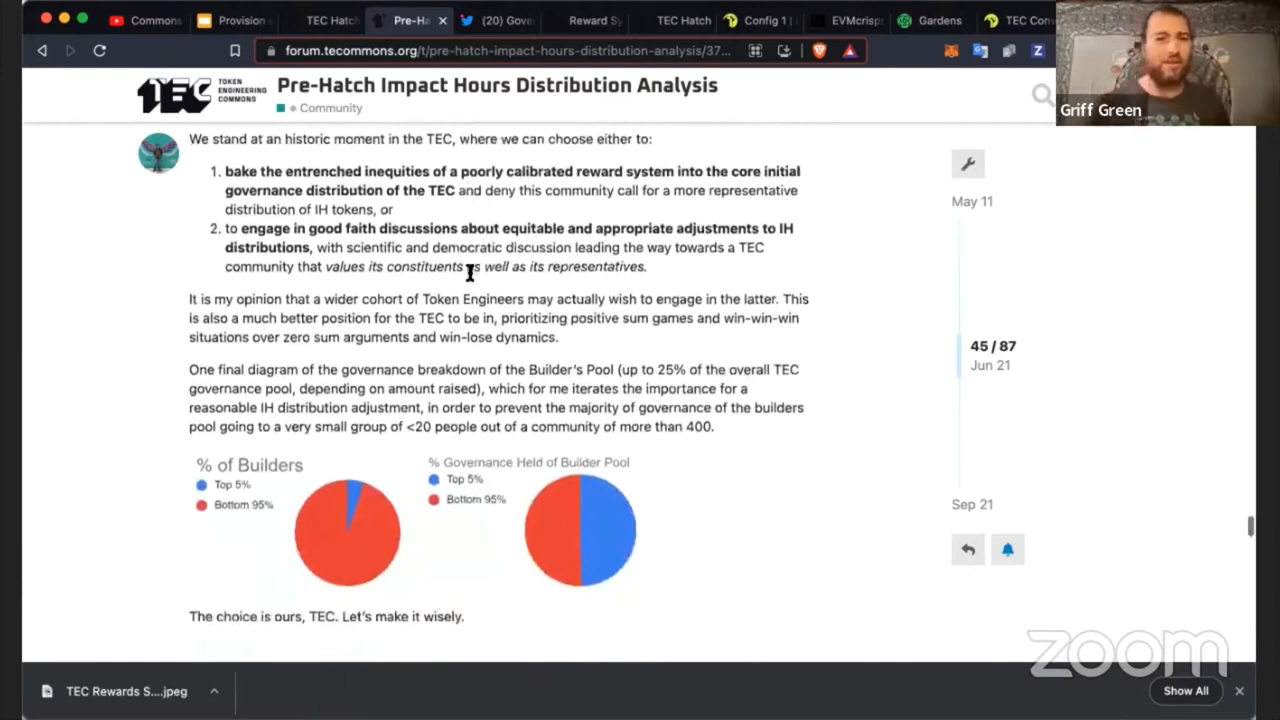 Commons
Provision
TEC Hatch
Pre-Ha
(20) Gove
Reward Sy
TEC Hatch
Config 1 |
EVMcrisp
Gardens
TEC Con
forum.tecommons.org/t/pre-hatch-impact-hours-distribution-analysis/37...
Z
TEC TOKEN ENGINEERING COMMONS
Pre-Hatch Impact Hours Distribution Analysis
Community
Griff Green
We stand at an historic moment in the TEC, where we can choose either to:
1. bake the entrenched inequities of a poorly calibrated reward system into the core initial
governance distribution of the TEC and deny this community call for a more representative
distribution of IH tokens, or
2. to engage in good faith discussions about equitable and appropriate adjustments to IH
distributions, with scientific and democratic discussion leading the way towards a TEC
community that values its constituents as well as its representatives.
It is my opinion that a wider cohort of Token Engineers may actually wish to engage in the latter. This
is also a much better position for the TEC to be in, prioritizing positive sum games and win-win-win
situations over zero sum arguments and win-lose dynamics.
One final diagram of the governance breakdown of the Builder's Pool (up to 25% of the overall TEC
governance pool, depending on amount raised), which for me iterates the importance for a
reasonable IH distribution adjustment, in order to prevent the majority of governance of the builders
pool going to a very small group of <20 people out of a community of more than 400.
% of Builders
Top 5%
Bottom 95%
% Governance Held of Builder Pool
Top 5%
Bottom 95%
The choice is ours, TEC. Let's make it wisely.
May 11
45 / 87
Jun 21
Sep 21
zoom
TEC Rewards S....jpeg
Show All